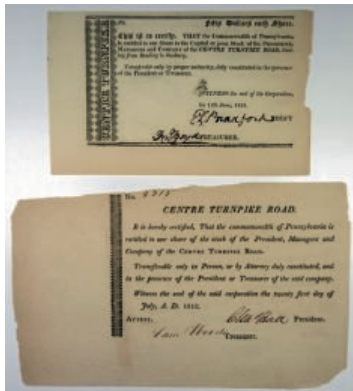 No.
Fifty Dollars each Share.
CENTRE TURNPIKE
This is to certify, THAT the Commonwealth of Pennsylvania,
is entitled to one Share in the Capital or joint Stock of the President,
Managers and Company of the CENTRE TURNPIKE ROAD, lead-
ing from Reading to Sunbury.
Transferable only by proper authority, duly constituted in the presence
of the President or Treasurer.
WITNESS the seal of the Corporation,
the 11th June, 1811.
TREASURER.
No.
CENTRE TURNPIKE ROAD.
It is hereby certified, That the commonwealth of Pennsylvania is
entitled to one share of the stock of the President, Managers and
Company of the CENTRE TURNPIKE ROAD.
Transferable only in Person, or by Attorney duly constituted, and
in the presence of the President or Treasurer of the said company.
Witness the seal of the said corporation the twenty first day of
July, A. D. 1812.
ATTEST,
President.
Treasurer.